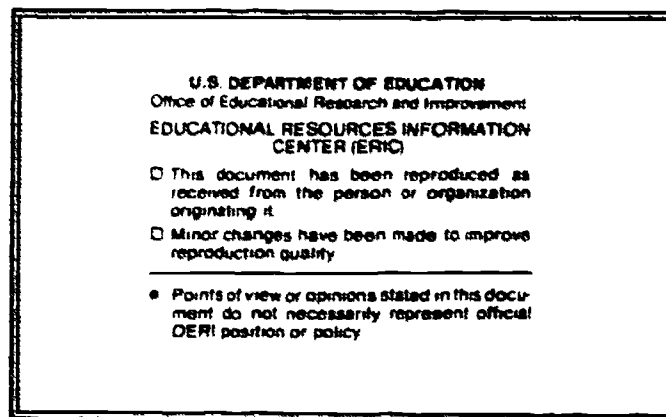 U.S. DEPARTMENT OF EDUCATION
Office of Educational Research and Improvement
EDUCATIONAL RESOURCES INFORMATION
CENTER (ERIC)
□ This document has been reproduced as
received from the person or organization
originating it
□ Minor changes have been made to improve
reproduction quality
• Points of view or opinions stated in this docu-
ment do not necessarily represent official
OERI position or policy